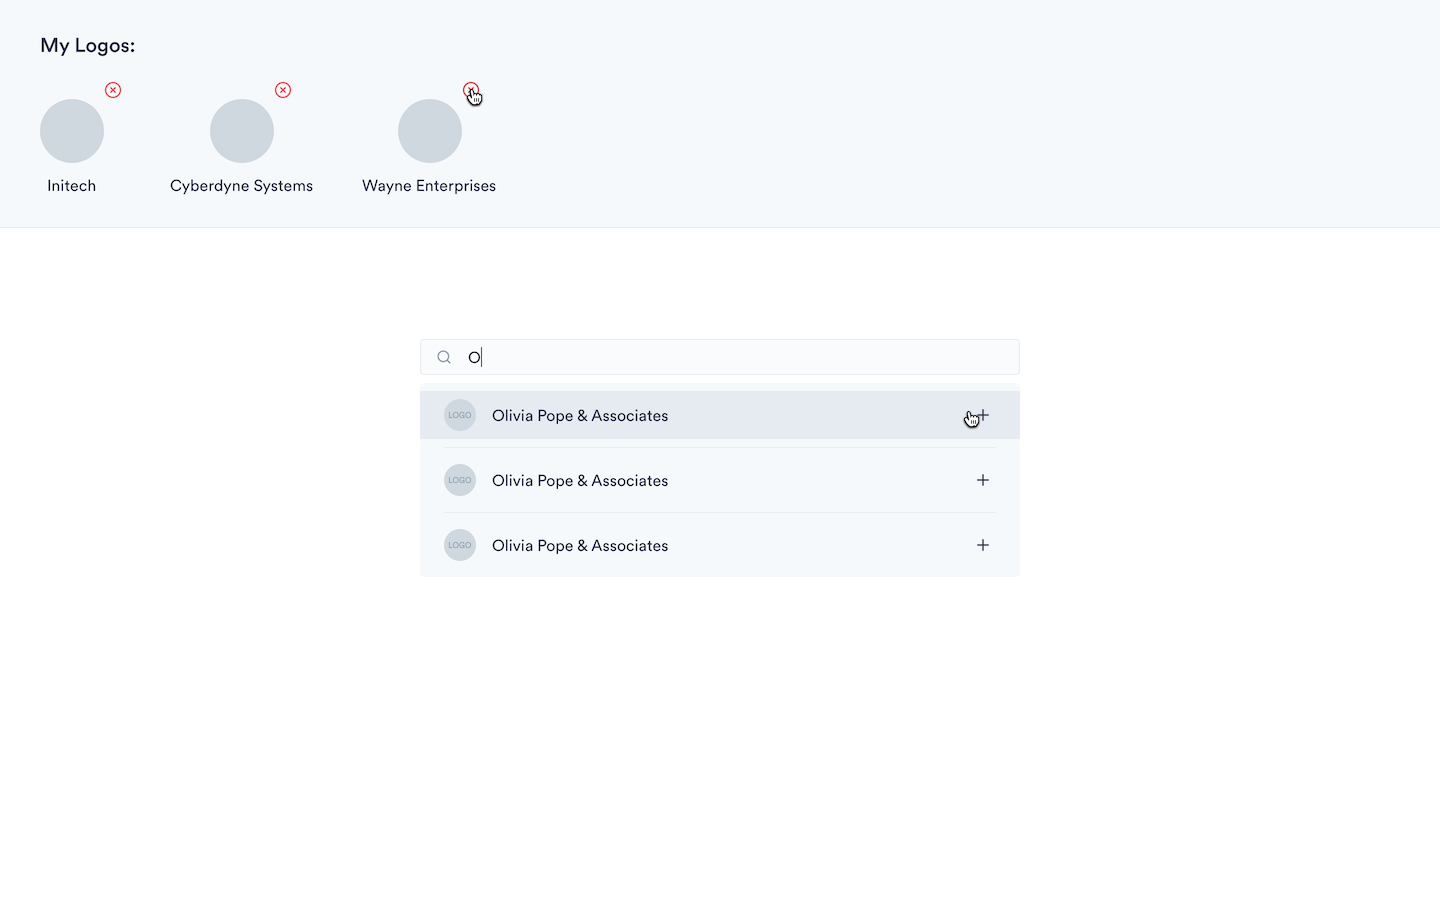 My Logos:
Initech
Cyberdyne Systems
Wayne Enterprises
O
LOGO Olivia Pope & Associates
LOGO Olivia Pope & Associates
LOGO Olivia Pope & Associates